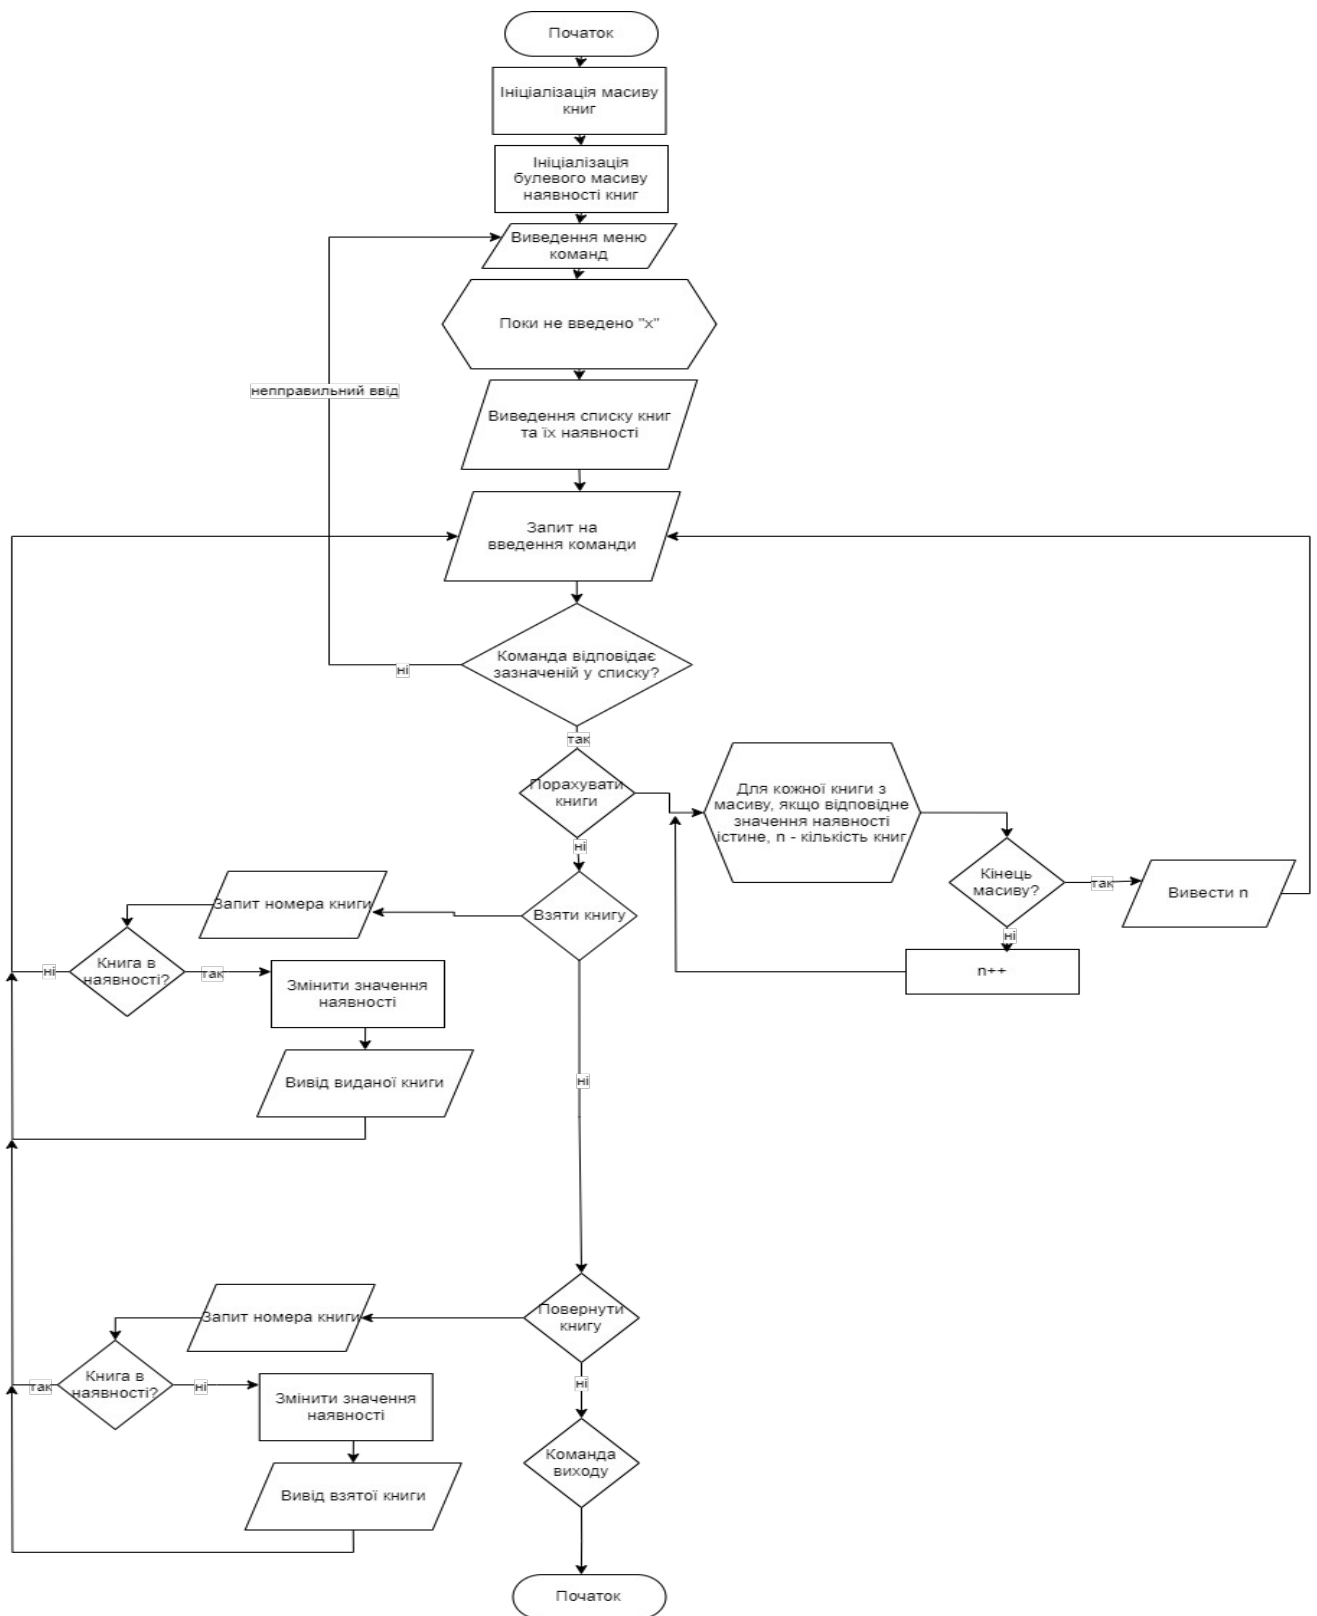 Початок
Ініціалізація масиву
книг
Ініціалізація
булевого масиву
наявності книг
Виведення меню
команд
Поки не введено "x"
непправильний ввід
Виведення списку книг
та їх наявності
Запит на
введення команди
Команда відповідає
зазначеній у списку?
ні
так
Порахувати
книги
Для кожної книги з
масиву, якщо відповідне
значення наявності
істине, n - кількість книг
Кінець
масиву?
так
Вивести n
ні
n++
ні
Взяти книгу
Запит номера книги
Книга в
наявності?
ні
так
Змінити значення
наявності
Вивід виданої книги
ні
Повернути
книгу
Запит номера книги
Книга в
наявності?
так
ні
Змінити значення
наявності
Вивід взятої книги
ні
Команда
виходу
Початок